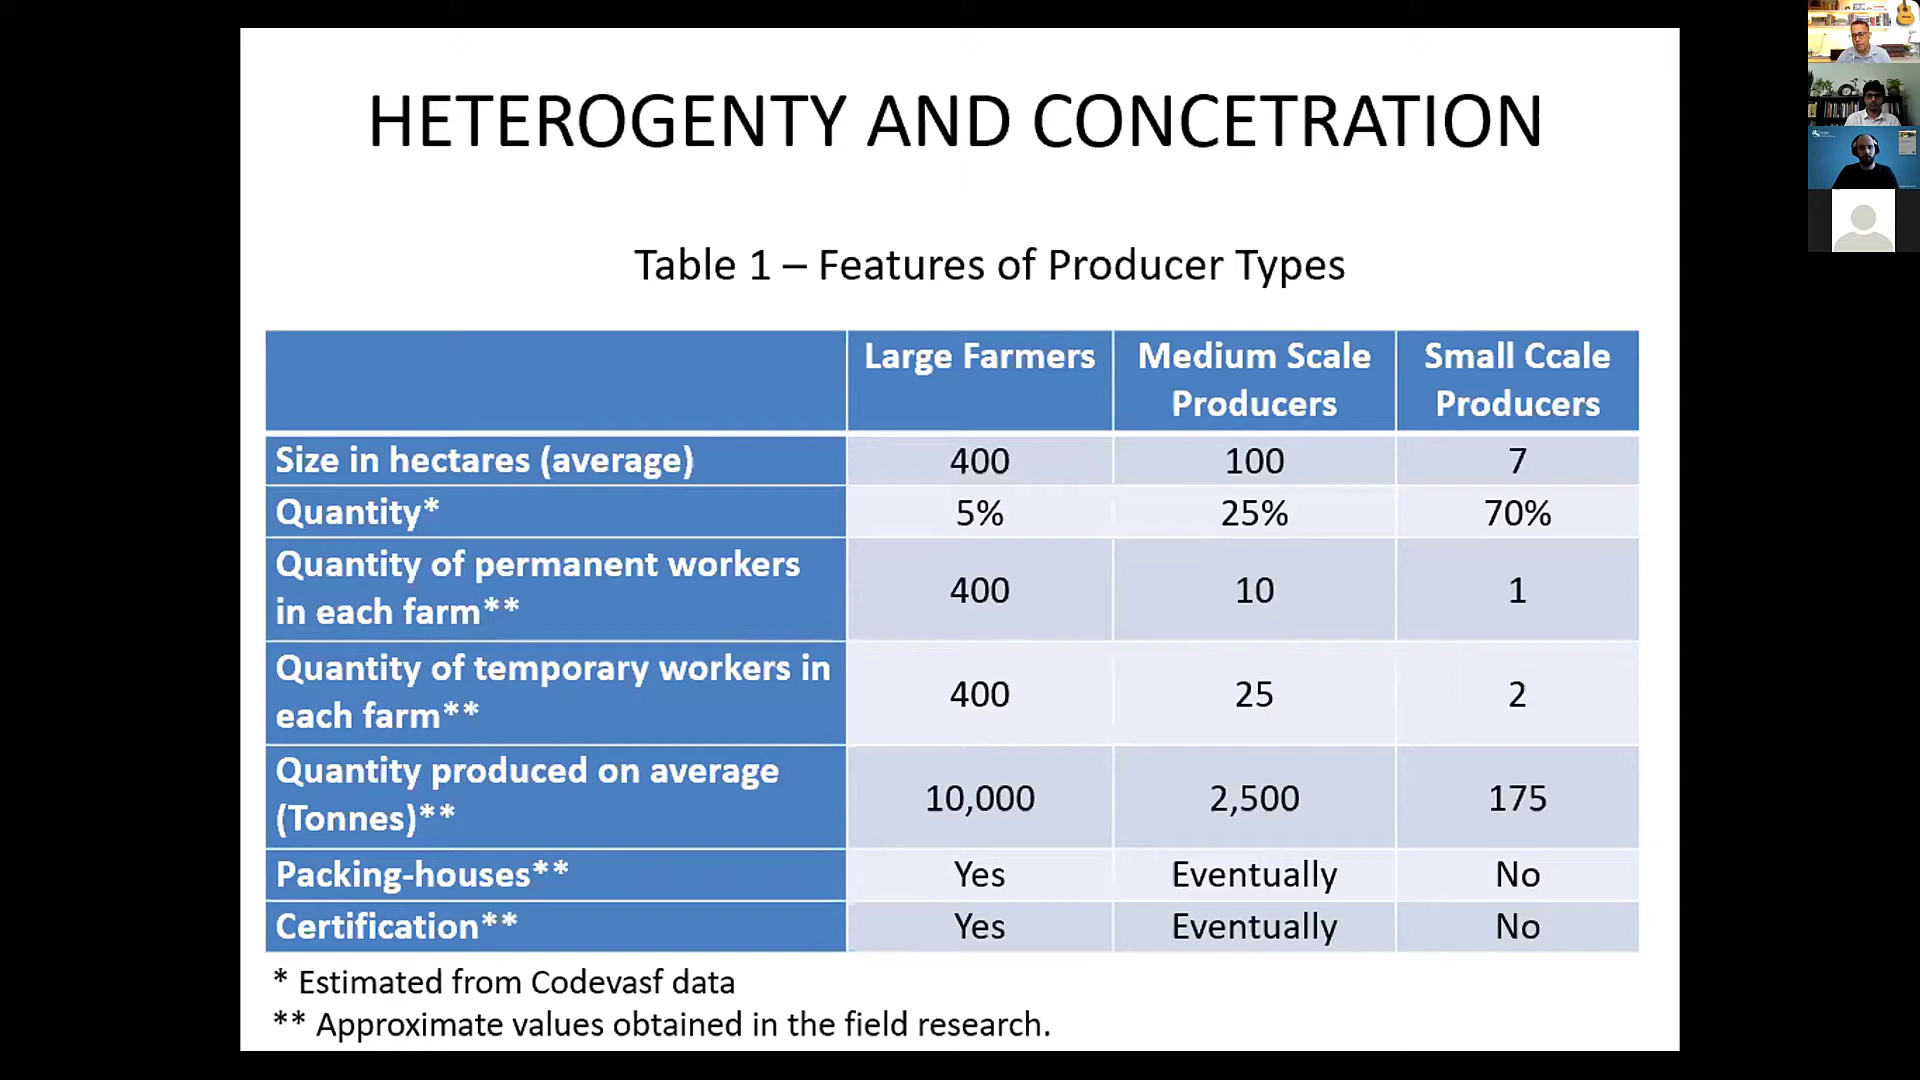 HETEROGENTY AND CONCETRATION
Table 1 – Features of Producer Types
Large Farmers
Medium Scale
Producers
Small Ccale
Producers
Size in hectares (average) 400 100 7
Quantity* 5% 25% 70%
Quantity of permanent workers
in each farm** 400 10 1
Quantity of temporary workers in
each farm** 400 25 2
Quantity produced on average
(Tonnes)** 10,000 2,500 175
Packing-houses** Yes Eventually No
Certification** Yes Eventually No
* Estimated from Codevasf data
** Approximate values obtained in the field research.